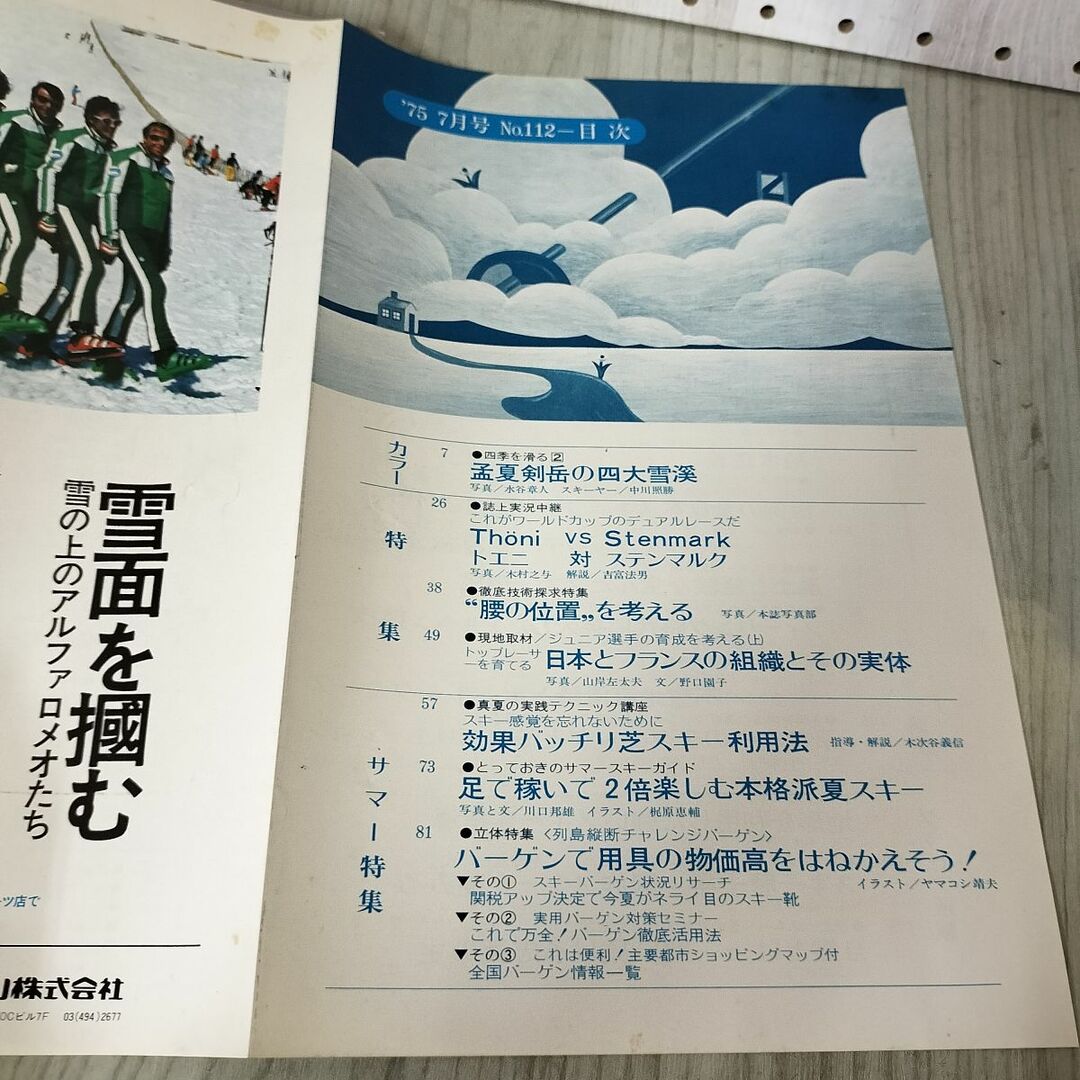 雪面を摑む
雪の上のアルファロメオたち
ーツ店で
株式会社
OCビル7F 03(494)2677
'75 7月号 No.112−目次
カラー
7
●四季を滑る[2]
孟夏剣岳の四大雪溪
写真／水谷章人 スキーヤー／中川照勝
特集
26
●誌上実況中継
これがワールドカップのデュアルレースだ
Thöni vs Stenmark
トエニ 対 ステンマルク
写真／木村之与 解説／吉富法男
38
●徹底技術探求特集
“腰の位置„を考える 写真／本誌写真部
49
●現地取材／ジュニア選手の育成を考える(上)
トップレーサーを育てる 日本とフランスの組織とその実体
写真／山岸左太夫 文／野口園子
サマー特集
57
●真夏の実践テクニック講座
スキー感覚を忘れないために
効果バッチリ芝スキー利用法 指導・解説／木次谷義信
73
●とっておきのサマースキーガイド
足で稼いで2倍楽しむ本格派夏スキー
写真と文／川口邦雄 イラスト／梶原恵輔
81
●立体特集〈列島縦断チャレンジバーゲン〉
バーゲンで用具の物価高をはねかえそう！
イラスト／ヤマコシ靖夫
▼その① スキーバーゲン状況リサーチ
関税アップ決定で今夏がネライ目のスキー靴
▼その② 実用バーゲン対策セミナー
これで万全！バーゲン徹底活用法
▼その③ これは便利！主要都市ショッピングマップ付
全国バーゲン情報一覧